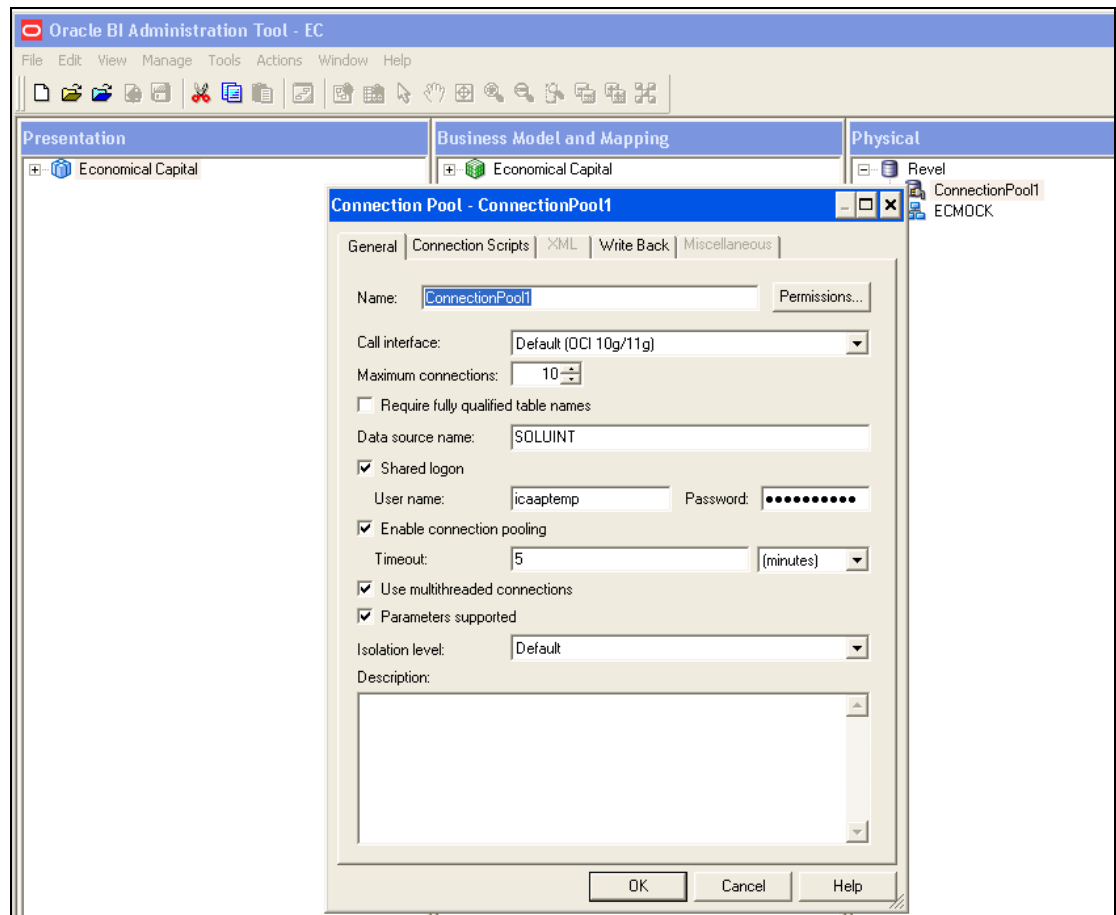 Oracle BI Administration Tool - EC
File Edit View Manage Tools Actions Window Help
Presentation Business Model and Mapping Physical
Economical Capital Economical Capital Revel
ConnectionPool1
ECMOCK
Connection Pool - ConnectionPool1
General Connection Scripts XML Write Back Miscellaneous
Name: ConnectionPool1 Permissions...
Call interface: Default (OCI 10g/11g)
Maximum connections: 10
Require fully qualified table names
Data source name: SOLUINT
Shared logon
User name: icaaptemp Password: ●●●●●●●●●●
Enable connection pooling
Timeout: 5 (minutes)
Use multithreaded connections
Parameters supported
Isolation level: Default
Description:
OK Cancel Help